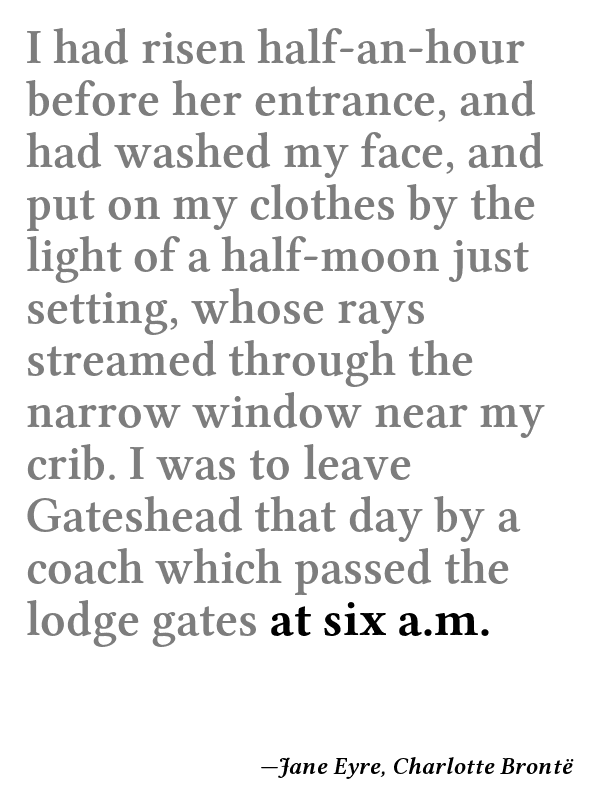 I had risen half-an-hour
before her entrance, and
had washed my face, and
put on my clothes by the
light of a half-moon just
setting, whose rays
streamed through the
narrow window near my
crib. I was to leave
Gateshead that day by a
coach which passed the
lodge gates at six a.m.
—Jane Eyre, Charlotte Brontë